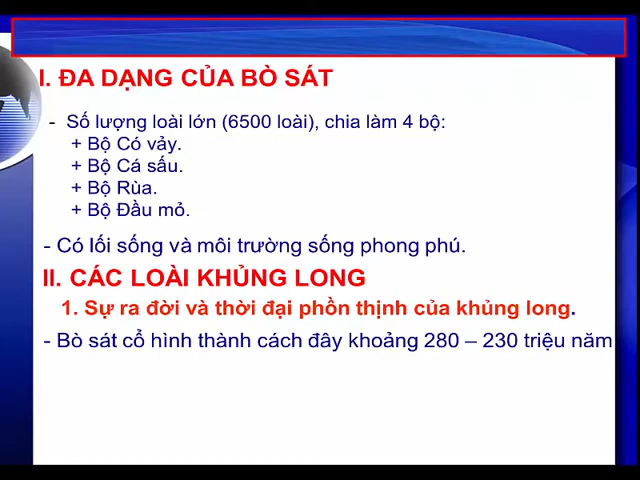 I. ĐA DẠNG CỦA BÒ SÁT
- Số lượng loài lớn (6500 loài), chia làm 4 bộ:
+ Bộ Có vảy.
+ Bộ Cá sấu.
+ Bộ Rùa.
+ Bộ Đầu mỏ.
- Có lối sống và môi trường sống phong phú.
II. CÁC LOÀI KHỦNG LONG
1. Sự ra đời và thời đại phồn thịnh của khủng long.
- Bò sát cổ hình thành cách đây khoảng 280 – 230 triệu năm